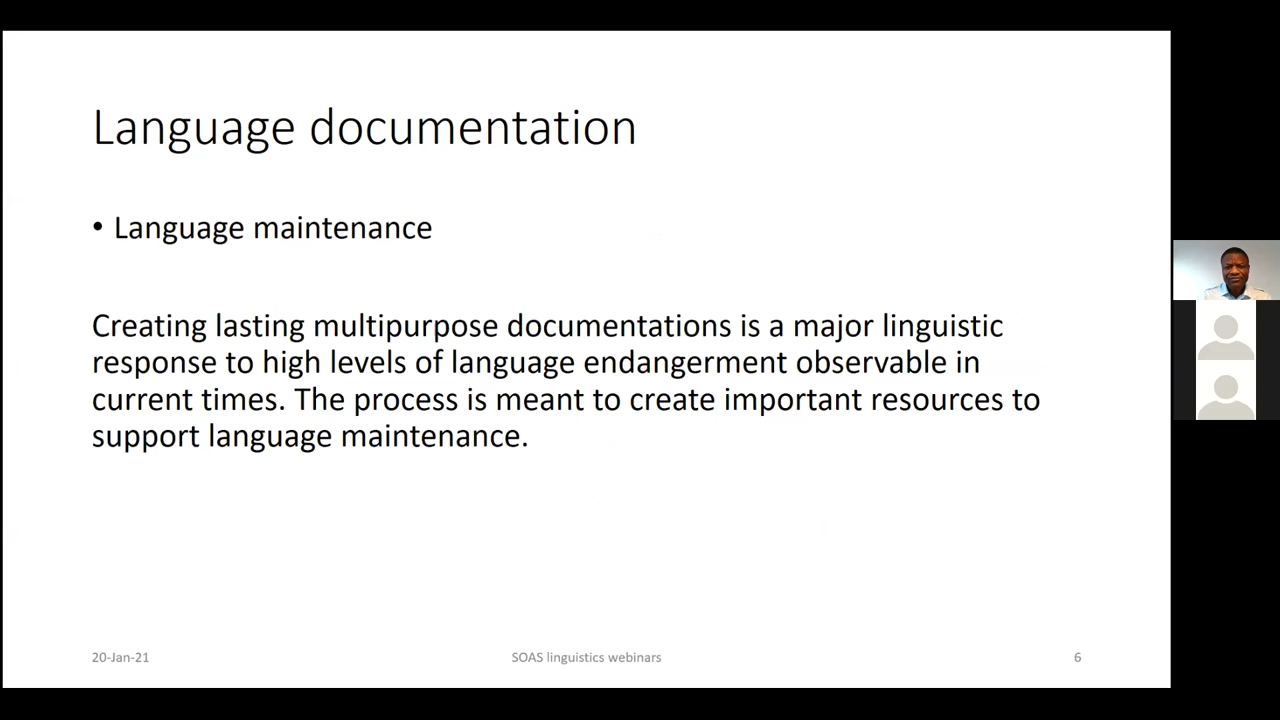 Language documentation
• Language maintenance
Creating lasting multipurpose documentations is a major linguistic
response to high levels of language endangerment observable in
current times. The process is meant to create important resources to
support language maintenance.
20-Jan-21
SOAS linguistics webinars
6